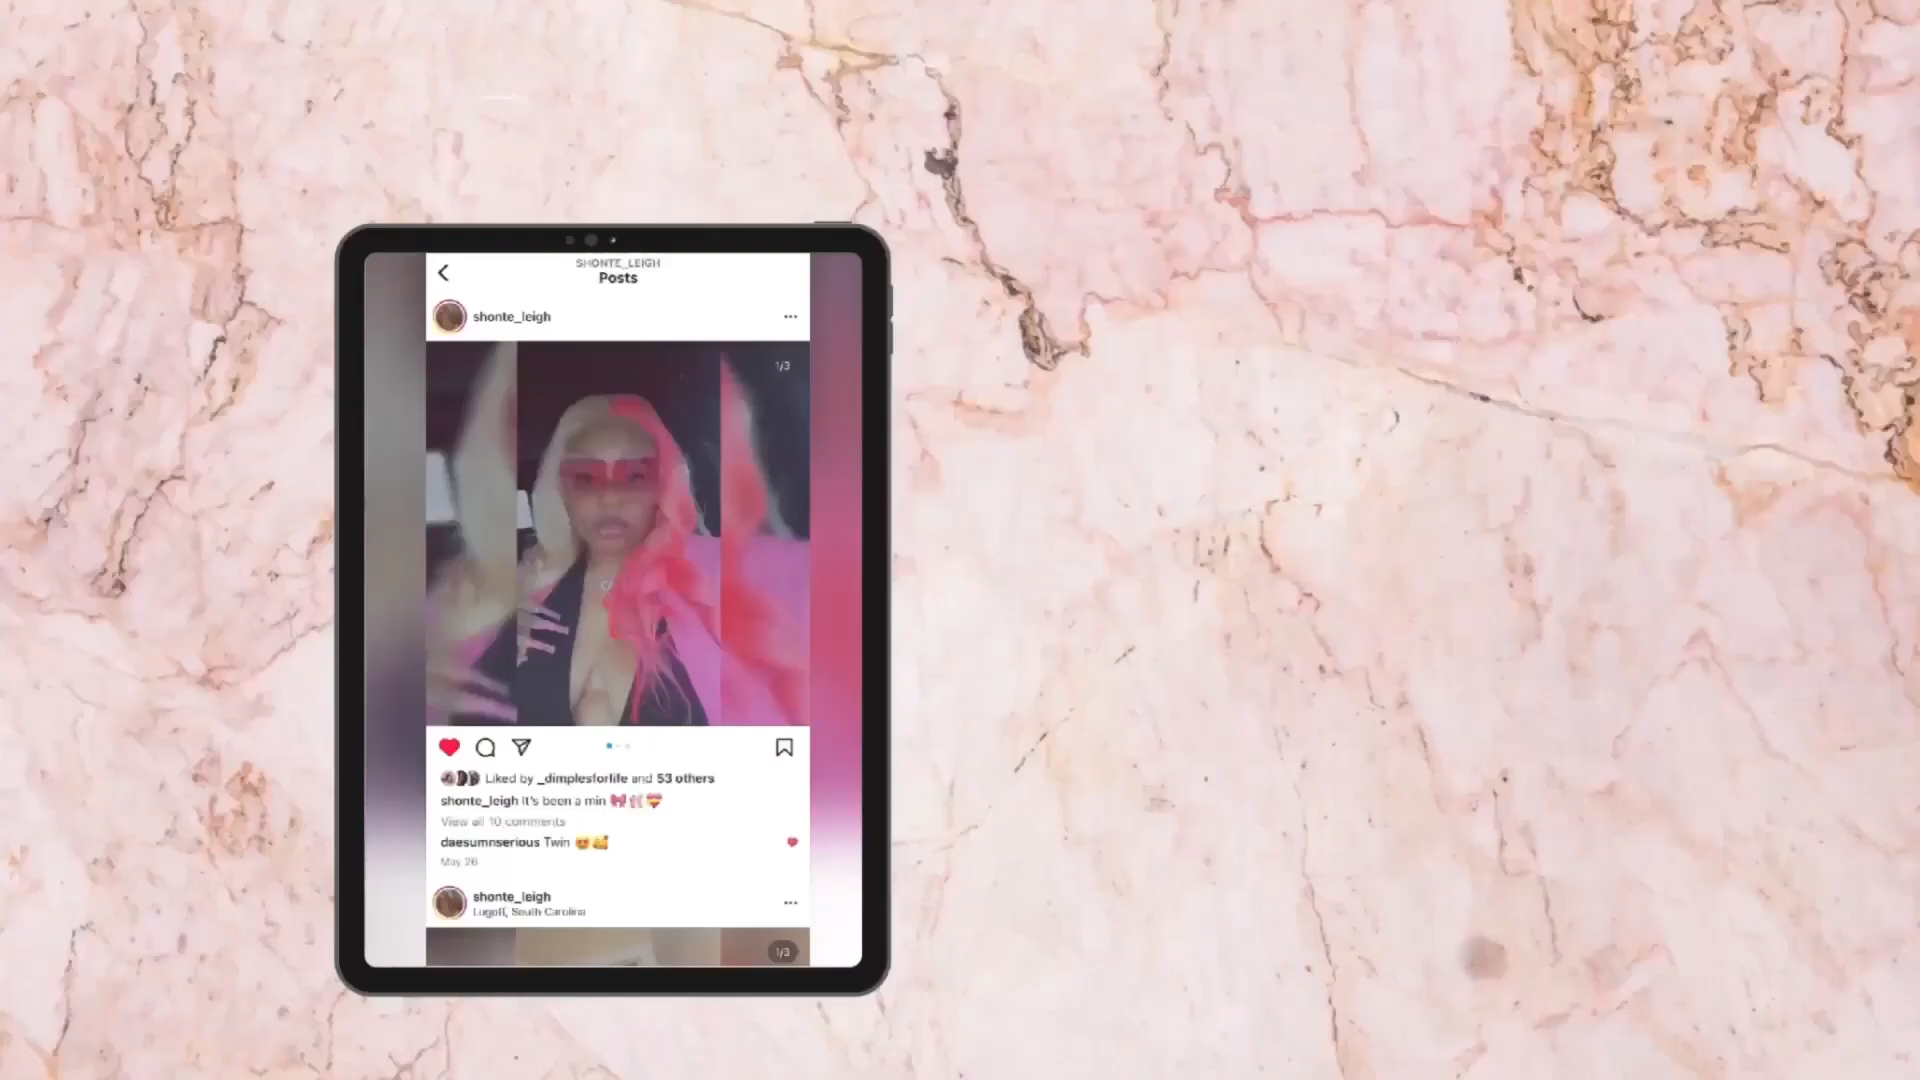 SHONTE_LEIGH
Posts
shonte_leigh
1/3
Liked by _dimplesforlife and 53 others
shonte_leigh It's been a min 🎀👯💝
View all 10 comments
daesumnserious Twin 😍🥰
May 26
shonte_leigh
Lugoff, South Carolina
1/3